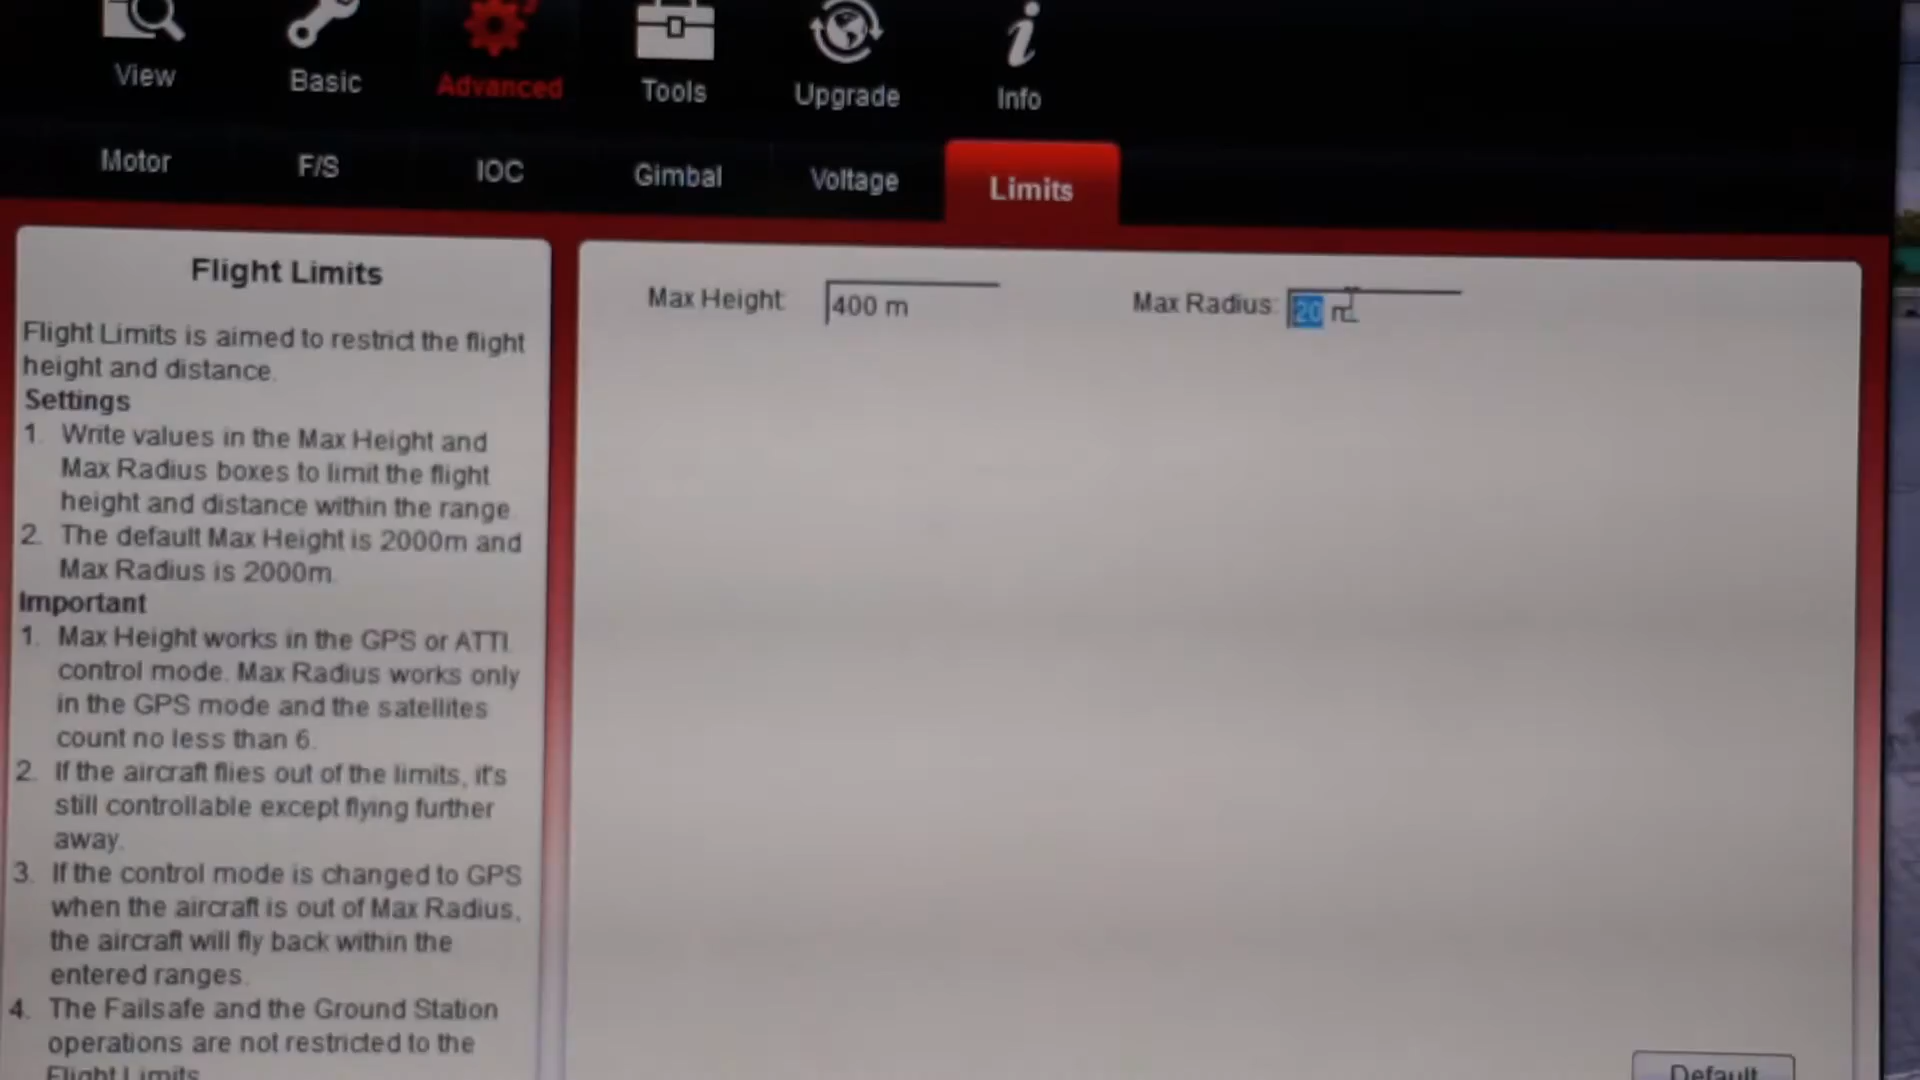 View Basic Advanced Tools Upgrade Info
Motor F/S IOC Gimbal Voltage Limits
Flight Limits
Flight Limits is aimed to restrict the flight
height and distance.
Settings
1. Write values in the Max Height and
Max Radius boxes to limit the flight
height and distance within the range.
2. The default Max Height is 2000m and
Max Radius is 2000m.
Important
1. Max Height works in the GPS or ATTI.
control mode. Max Radius works only
in the GPS mode and the satellites
count no less than 6.
2. If the aircraft flies out of the limits, it's
still controllable except flying further
away.
3. If the control mode is changed to GPS
when the aircraft is out of Max Radius,
the aircraft will fly back within the
entered ranges.
4. The Failsafe and the Ground Station
operations are not restricted to the
Flight Limits
Max Height: 400 m Max Radius: 20 m
Default